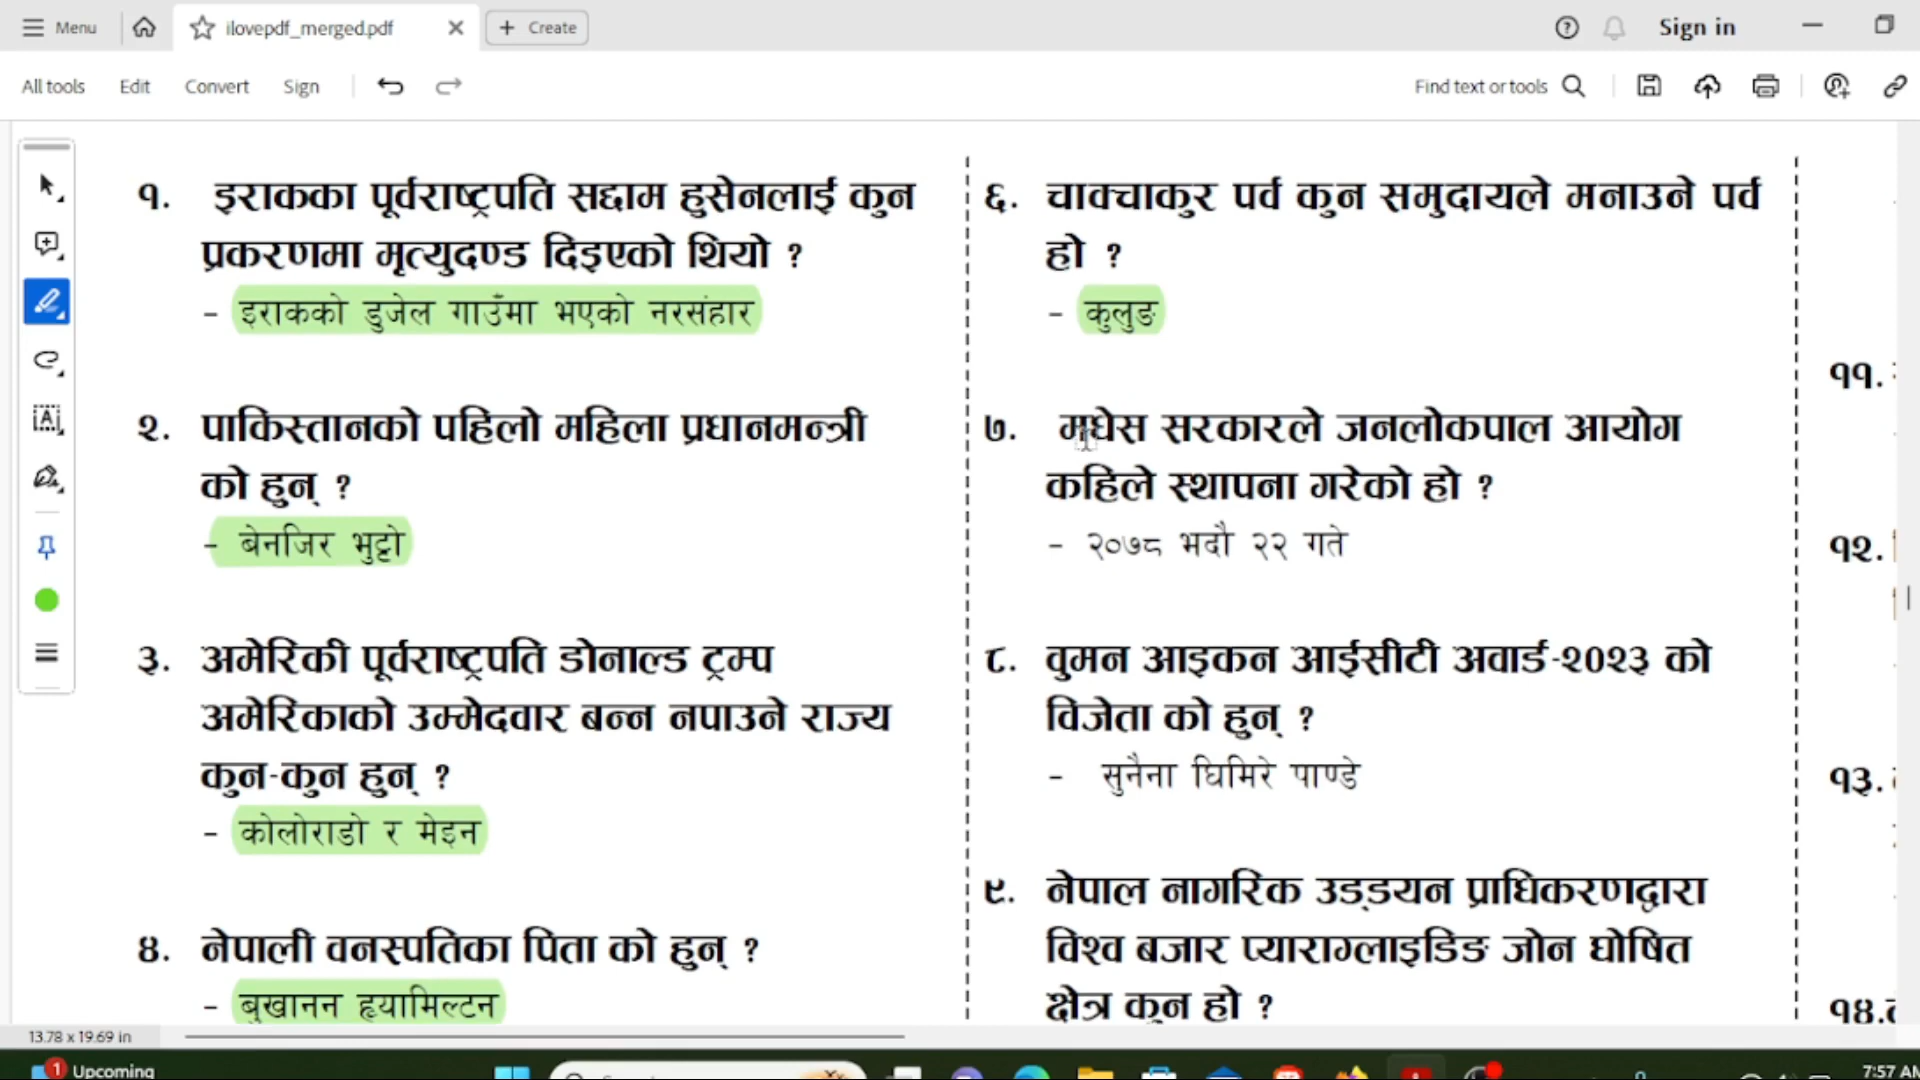 Menu
ilovepdf_merged.pdf
Create
Sign in
All tools
Edit
Convert
Sign
Find text or tools
१. इराकका पूर्वराष्ट्रपति सद्दाम हुसेनलाई कुन
प्रकरणमा मृत्युदण्ड दिइएको थियो ?
- इराकको डुजेल गाउँमा भएको नरसंहार
२. पाकिस्तानको पहिलो महिला प्रधानमन्त्री
को हुन् ?
- बेनजिर भुट्टो
३. अमेरिकी पूर्वराष्ट्रपति डोनाल्ड ट्रम्प
अमेरिकाको उम्मेदवार बन्न नपाउने राज्य
कुन-कुन हुन् ?
- कोलोराडो र मेइन
४. नेपाली वनस्पतिका पिता को हुन् ?
- बुखानन हृयामिल्टन
६. चाक्चाकुर पर्व कुन समुदायले मनाउने पर्व
हो ?
- कुलुङ
७. मधेस सरकारले जनलोकपाल आयोग
कहिले स्थापना गरेको हो ?
- २०७८ भदौ २२ गते
८. वुमन आइकन आईसीटी अवार्ड-२०२३ को
विजेता को हुन् ?
- सुनैना घिमिरे पाण्डे
९. नेपाल नागरिक उड्डयन प्राधिकरणद्वारा
विश्व बजार प्याराग्लाइडिङ जोन घोषित
क्षेत्र कुन हो ?
११.
१२.
१३.
१४.
13.78 x 19.69 in
1 Upcoming
7:57 AM